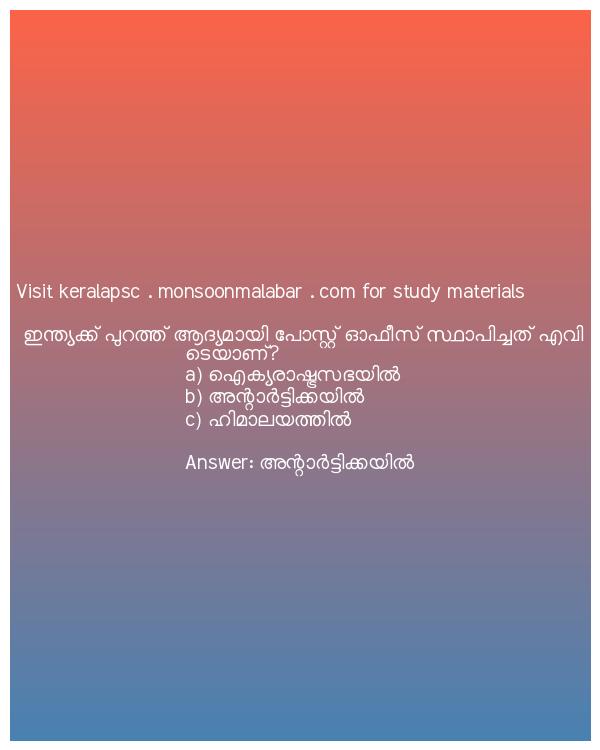 Visit keralapsc . monsoonmalabar . com for study materials
ഇന്ത്യക്ക് പുറത്ത് ആദ്യമായി പോസ്റ്റ് ഓഫീസ് സ്ഥാപിച്ചത് എവി
ടെയാണ്?
a) ഐക്യരാഷ്ട്രസഭയിൽ
b) അന്റാർട്ടിക്കയിൽ
c) ഹിമാലയത്തിൽ
Answer: അന്റാർട്ടിക്കയിൽ